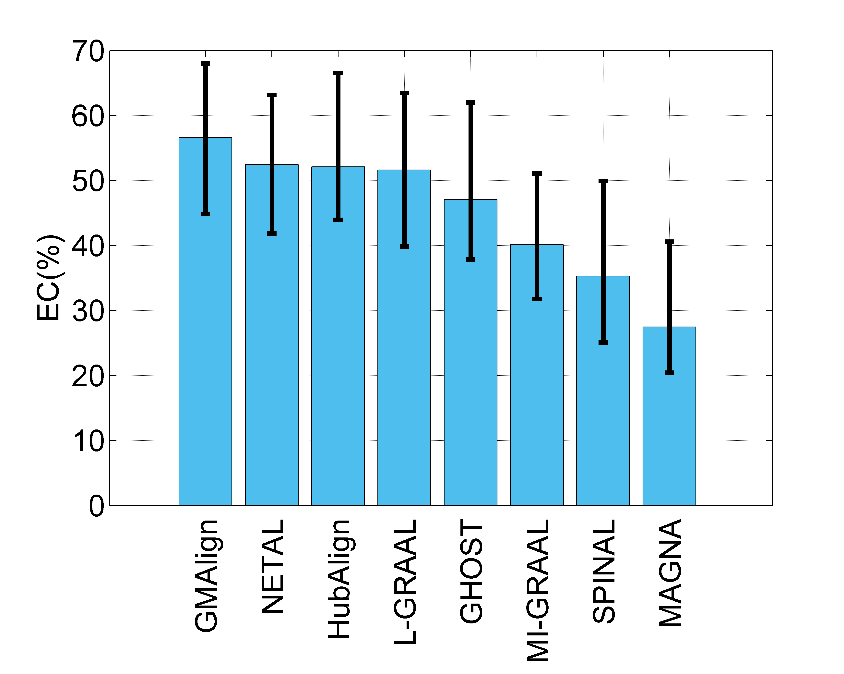 70
60
50
40
30
20
10
0
EC(%)
GMAlign
NETAL
HubAlign
L-GRAAL
GHOST
MI-GRAAL
SPINAL
MAGNA